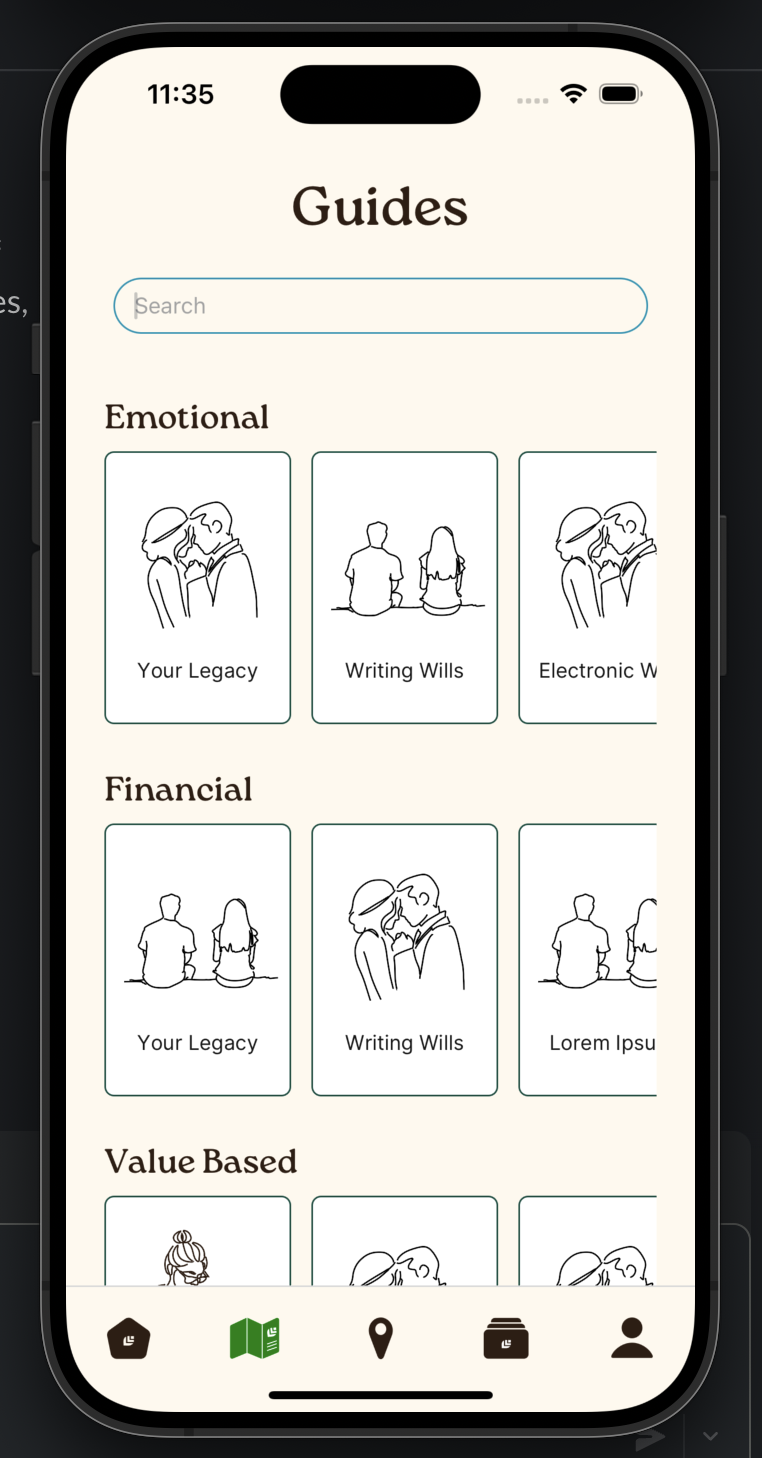 11:35
Guides
Search
Emotional
Your Legacy
Writing Wills
Electronic W
Financial
Your Legacy
Writing Wills
Lorem Ipsu
Value Based
es,